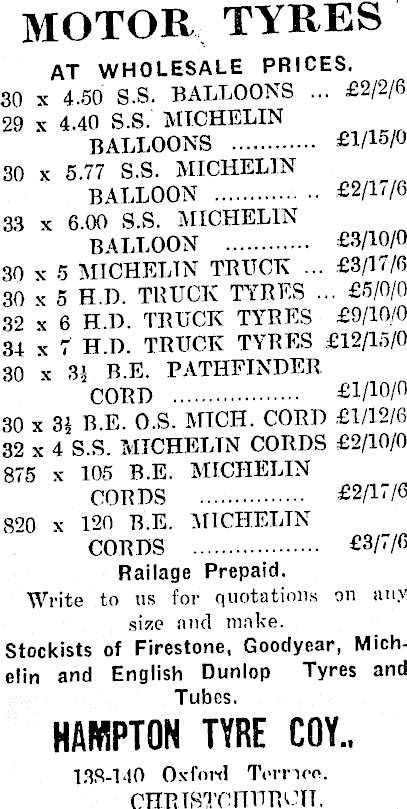 MOTOR TYRES
AT WHOLESALE PRICES.
30 x 4.50 S.S. BALLOONS ... £2/2/6
29 x 4.40 S.S. MICHELIN
BALLOONS ............ £1/15/0
30 x 5.77 S.S. MICHELIN
BALLOON ............ .. £2/17/6
33 x 6.00 S.S. MICHELIN
BALLOON ............ £3/10/0
30 x 5 MICHELIN TRUCK ... £3/17/6
30 x 5 H.D. TRUCK TYRES ... £5/0/0
32 x 6 H.D. TRUCK TYRES £9/10/0
34 x 7 H.D. TRUCK TYRES £12/15/0
30 x 3½ B.E. PATHFINDER
CORD .................. £1/10/0
30 x 3½ B.E. O.S. MICH. CORD £1/12/6
32 x 4 S.S. MICHELIN CORDS £2/10/0
875 x 105 B.E. MICHELIN
CORDS ............... £2/17/6
820 x 120 B.E. MICHELIN
CORDS .................. £3/7/6
Railage Prepaid.
Write to us for quotations on any
size and make.
Stockists of Firestone, Goodyear, Mich-
elin and English Dunlop Tyres and
Tubes.
HAMPTON TYRE COY.,
138-140 Oxford Terrace.
CHRISTCHURCH.